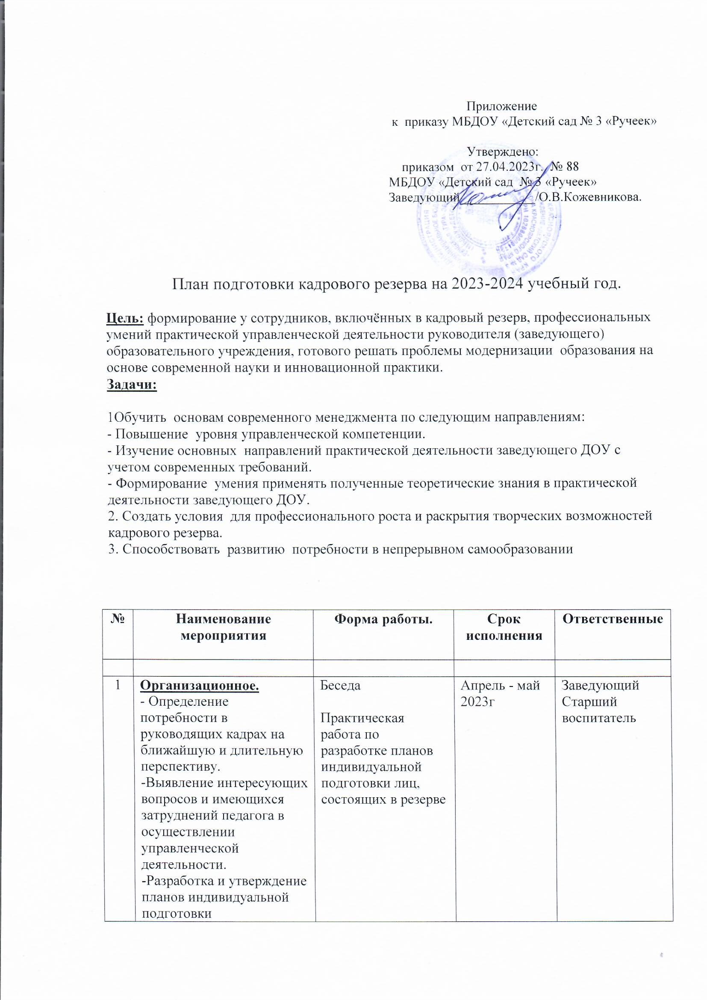 Приложение
к приказу МБДОУ «Детский сад № 3 «Ручеек»
Утверждено:
приказом от 27.04.2023г. № 88
МБДОУ «Детский сад № 3 «Ручеек»
Заведующий____________/О.В.Кожевникова.
План подготовки кадрового резерва на 2023-2024 учебный год.
Цель: формирование у сотрудников, включённых в кадровый резерв, профессиональных
умений практической управленческой деятельности руководителя (заведующего)
образовательного учреждения, готового решать проблемы модернизации образования на
основе современной науки и инновационной практики.
Задачи:
1Обучить основам современного менеджмента по следующим направлениям:
- Повышение уровня управленческой компетенции.
- Изучение основных направлений практической деятельности заведующего ДОУ с
учетом современных требований.
- Формирование умения применять полученные теоретические знания в практической
деятельности заведующего ДОУ.
2. Создать условия для профессионального роста и раскрытия творческих возможностей
кадрового резерва.
3. Способствовать развитию потребности в непрерывном самообразовании
№
Наименование
мероприятия
Форма работы.
Срок
исполнения
Ответственные
1
Организационное.
- Определение
потребности в
руководящих кадрах на
ближайшую и длительную
перспективу.
-Выявление интересующих
вопросов и имеющихся
затруднений педагога в
осуществлении
управленческой
деятельности.
-Разработка и утверждение
планов индивидуальной
подготовки
Беседа
Практическая
работа по
разработке планов
индивидуальной
подготовки лиц,
состоящих в резерве
Апрель - май
2023г
Заведующий
Старший
воспитатель